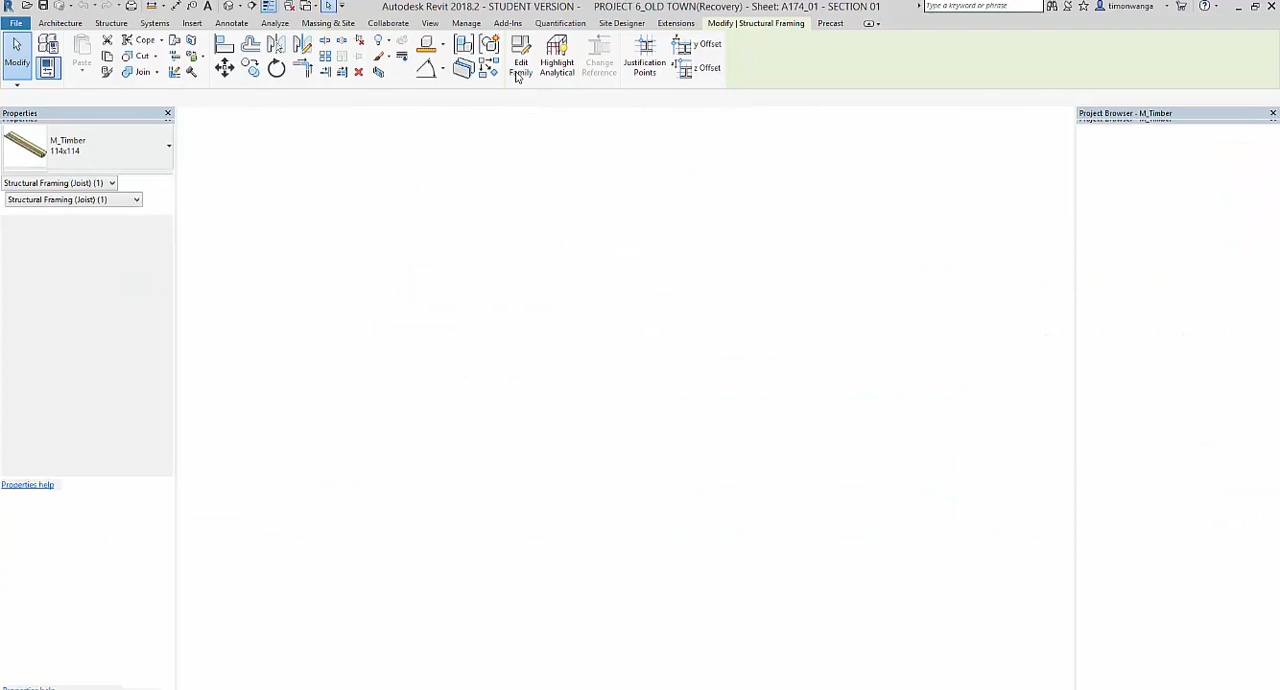 Autodesk Revit 2018.2 - STUDENT VERSION - PROJECT 6_OLD TOWN(Recovery) - Sheet: A174_01 - SECTION 01
Type a keyword or phrase
timonwanga
File Architecture Structure Systems Insert Annotate Analyze Massing & Site Collaborate View Manage Add-Ins Quantification Site Designer Extensions Modify | Structural Framing Precast
Cope
y Offset
Cut
Modify
Paste
Edit Family
Highlight Analytical
Change Reference
Justification Points
z Offset
Join
Properties
Project Browser - M_Timber
M_Timber
114x114
Structural Framing (Joist) (1)
Structural Framing (Joist) (1)
Properties help